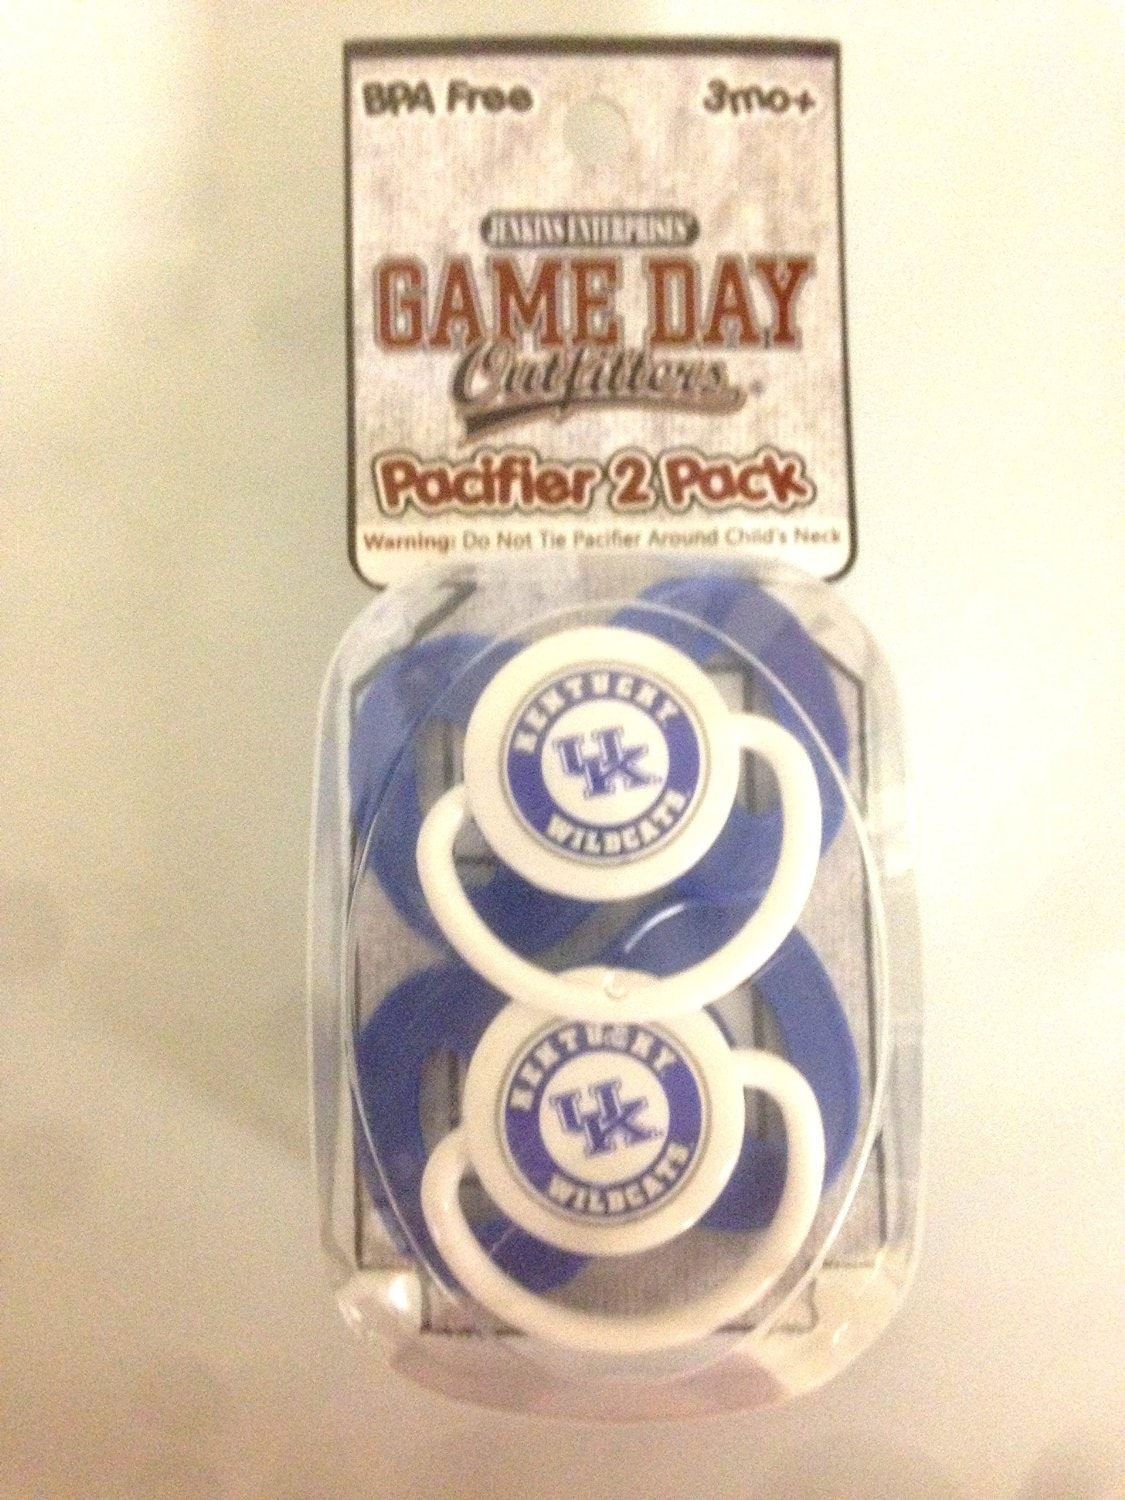 BPA Free
3mo+
JENKINS ENTERPRISES
GAME DAY
Outfitters
Pacifier 2 Pack
Warning: Do Not Tie Pacifier Around Child's Neck
KENTUCKY
UK
WILDCATS
KENTUCKY
UK
WILDCATS